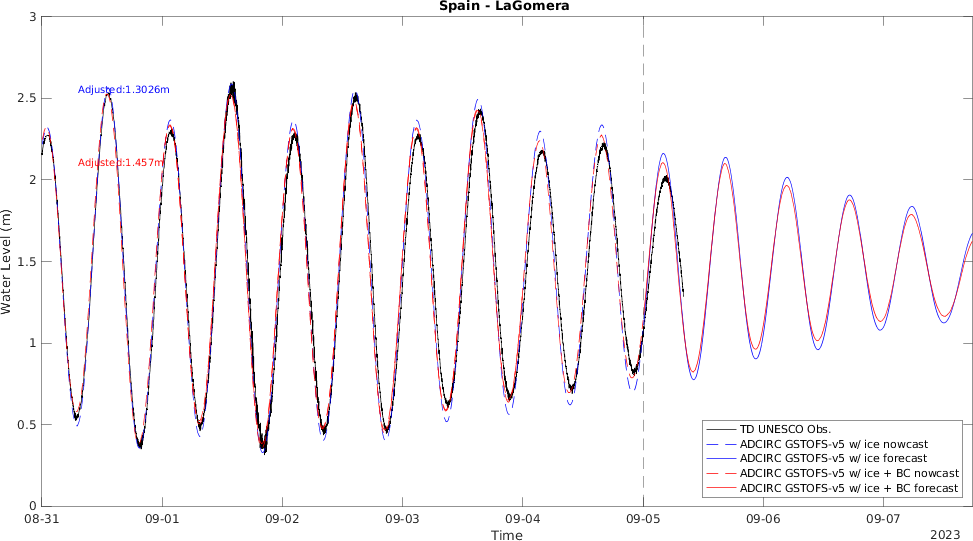 Spain - LaGomera
3
2.5
2
1.5
1
0.5
0
Water Level (m)
Adjusted:1.3026m
Adjusted:1.457m
TD UNESCO Obs.
ADCIRC GSTOFS-v5 w/ ice nowcast
ADCIRC GSTOFS-v5 w/ ice forecast
ADCIRC GSTOFS-v5 w/ ice + BC nowcast
ADCIRC GSTOFS-v5 w/ ice + BC forecast
08-31 09-01 09-02 09-03 09-04 09-05 09-06 09-07
Time
2023